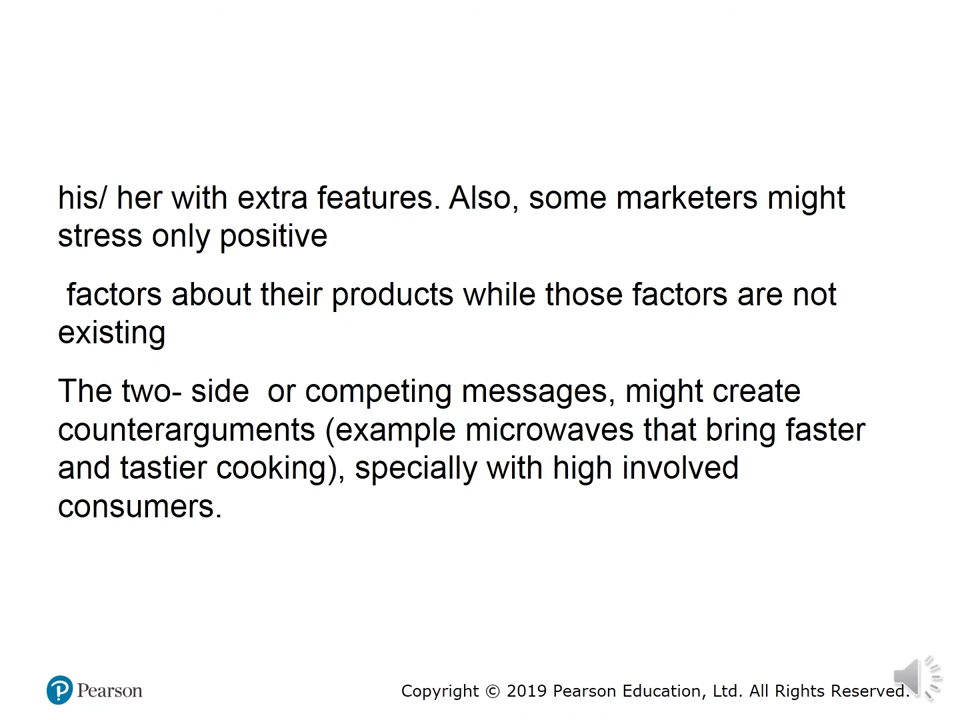 his/ her with extra features. Also, some marketers might
stress only positive
factors about their products while those factors are not
existing
The two- side  or competing messages, might create
counterarguments (example microwaves that bring faster
and tastier cooking), specially with high involved
consumers.
Pearson
Copyright © 2019 Pearson Education, Ltd. All Rights Reserved.